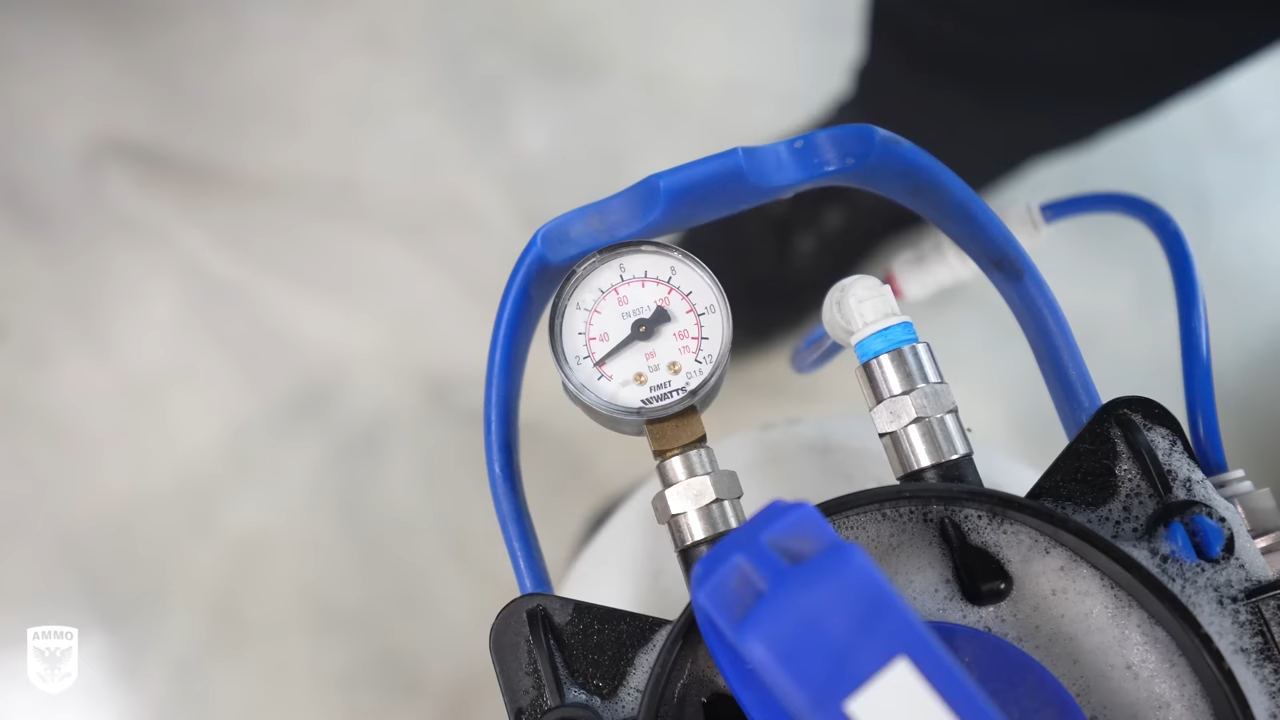 6 8
4 80 120 10
EN 837-1
2 40 160 12
psi 170
bar Cl.1.6
FIMET
WATTS
AMMO